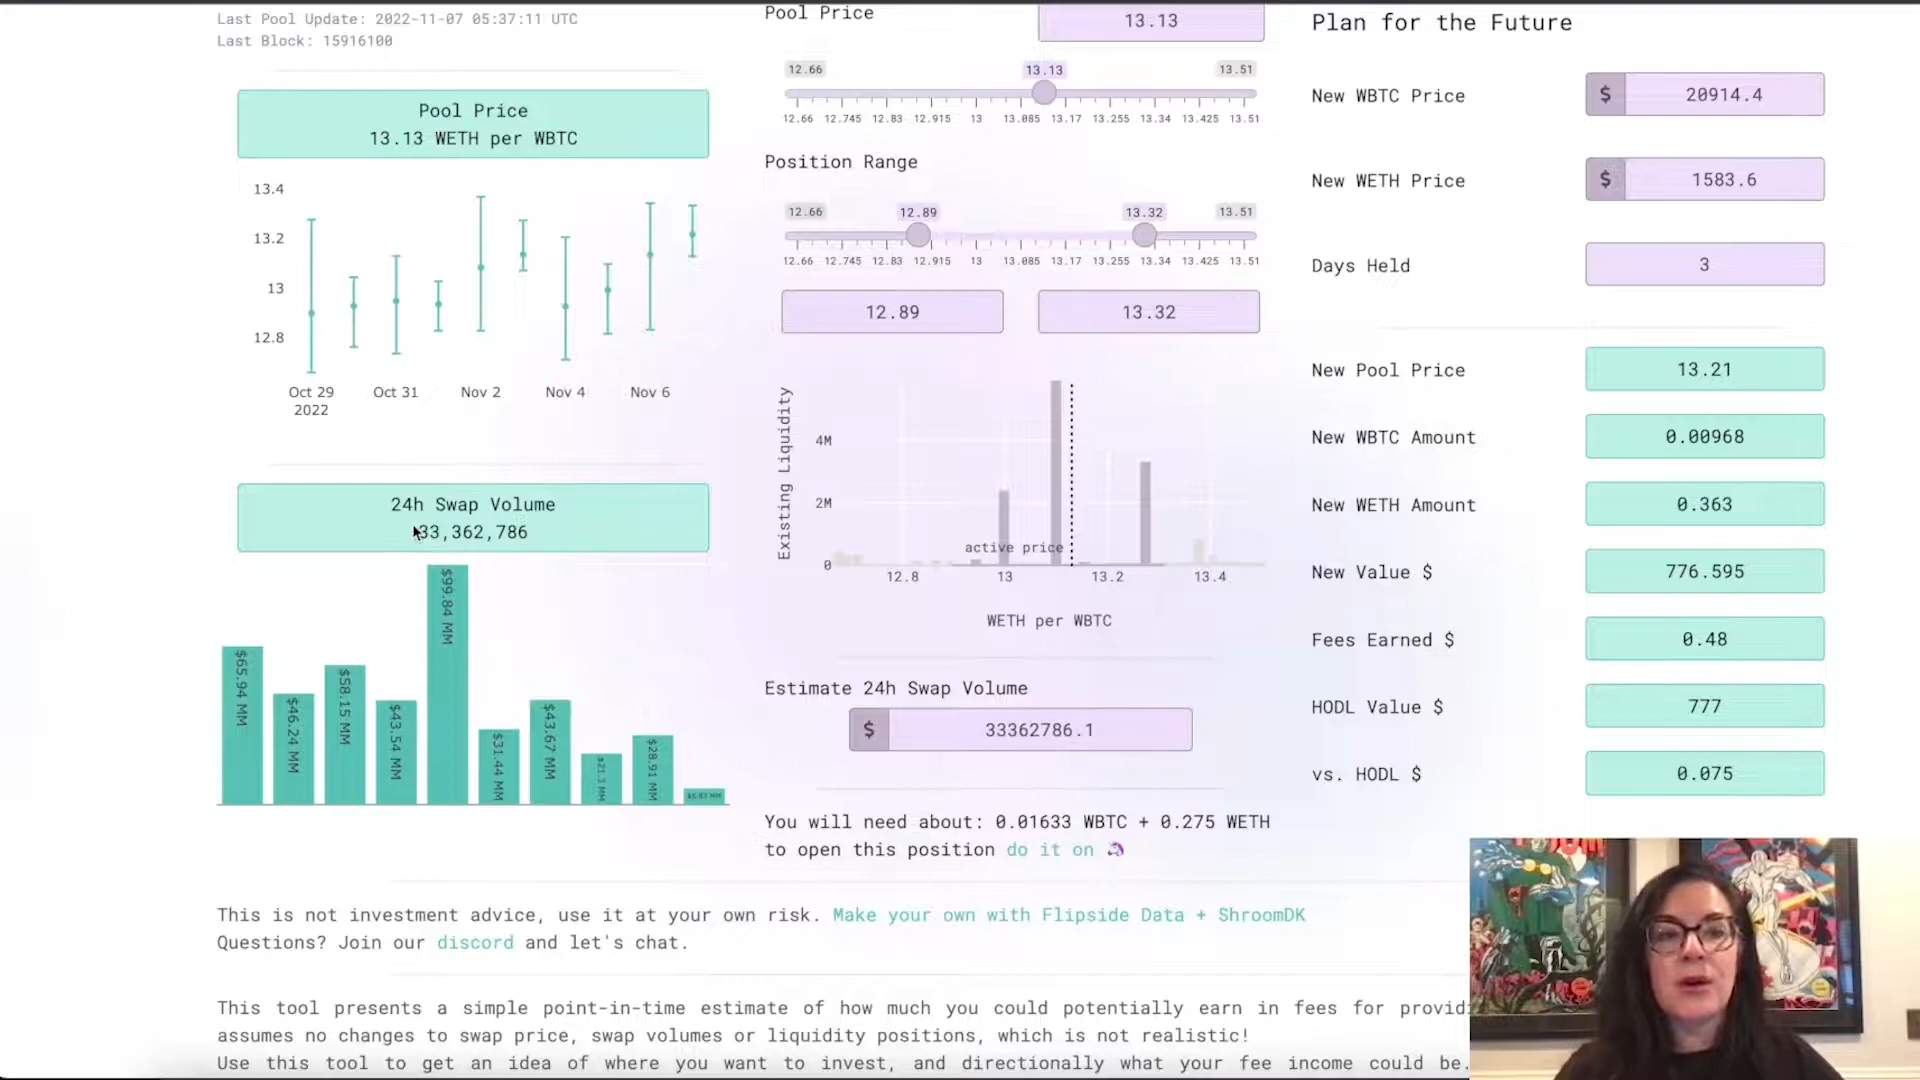 Last Pool Update: 2022-11-07 05:37:11 UTC
Last Block: 15916100
Pool Price
13.13 WETH per WBTC
13.4
13.2
13
12.8
Oct 29
2022
Oct 31
Nov 2
Nov 4
Nov 6
24h Swap Volume
33,362,786
$65.94 MM
$46.24 MM
$58.15 MM
$43.54 MM
$99.84 MM
$31.44 MM
$43.67 MM
$21.3 MM
$28.91 MM
Pool Price
13.13
12.66
13.13
13.51
12.66 12.745 12.83 12.915 13 13.085 13.17 13.255 13.34 13.425 13.51
Position Range
12.66
12.89
13.32
13.51
12.66 12.745 12.83 12.915 13 13.085 13.17 13.255 13.34 13.425 13.51
12.89
13.32
Existing Liquidity
4M
2M
0
active price
12.8 13 13.2 13.4
WETH per WBTC
Estimate 24h Swap Volume
$ 33362786.1
You will need about: 0.01633 WBTC + 0.275 WETH
to open this position do it on
Plan for the Future
New WBTC Price $ 20914.4
New WETH Price $ 1583.6
Days Held 3
New Pool Price 13.21
New WBTC Amount 0.00968
New WETH Amount 0.363
New Value $ 776.595
Fees Earned $ 0.48
HODL Value $ 777
vs. HODL $ 0.075
This is not investment advice, use it at your own risk. Make your own with Flipside Data + ShroomDK
Questions? Join our discord and let's chat.
This tool presents a simple point-in-time estimate of how much you could potentially earn in fees for provid
assumes no changes to swap price, swap volumes or liquidity positions, which is not realistic!
Use this tool to get an idea of where you want to invest, and directionally what your fee income could be.